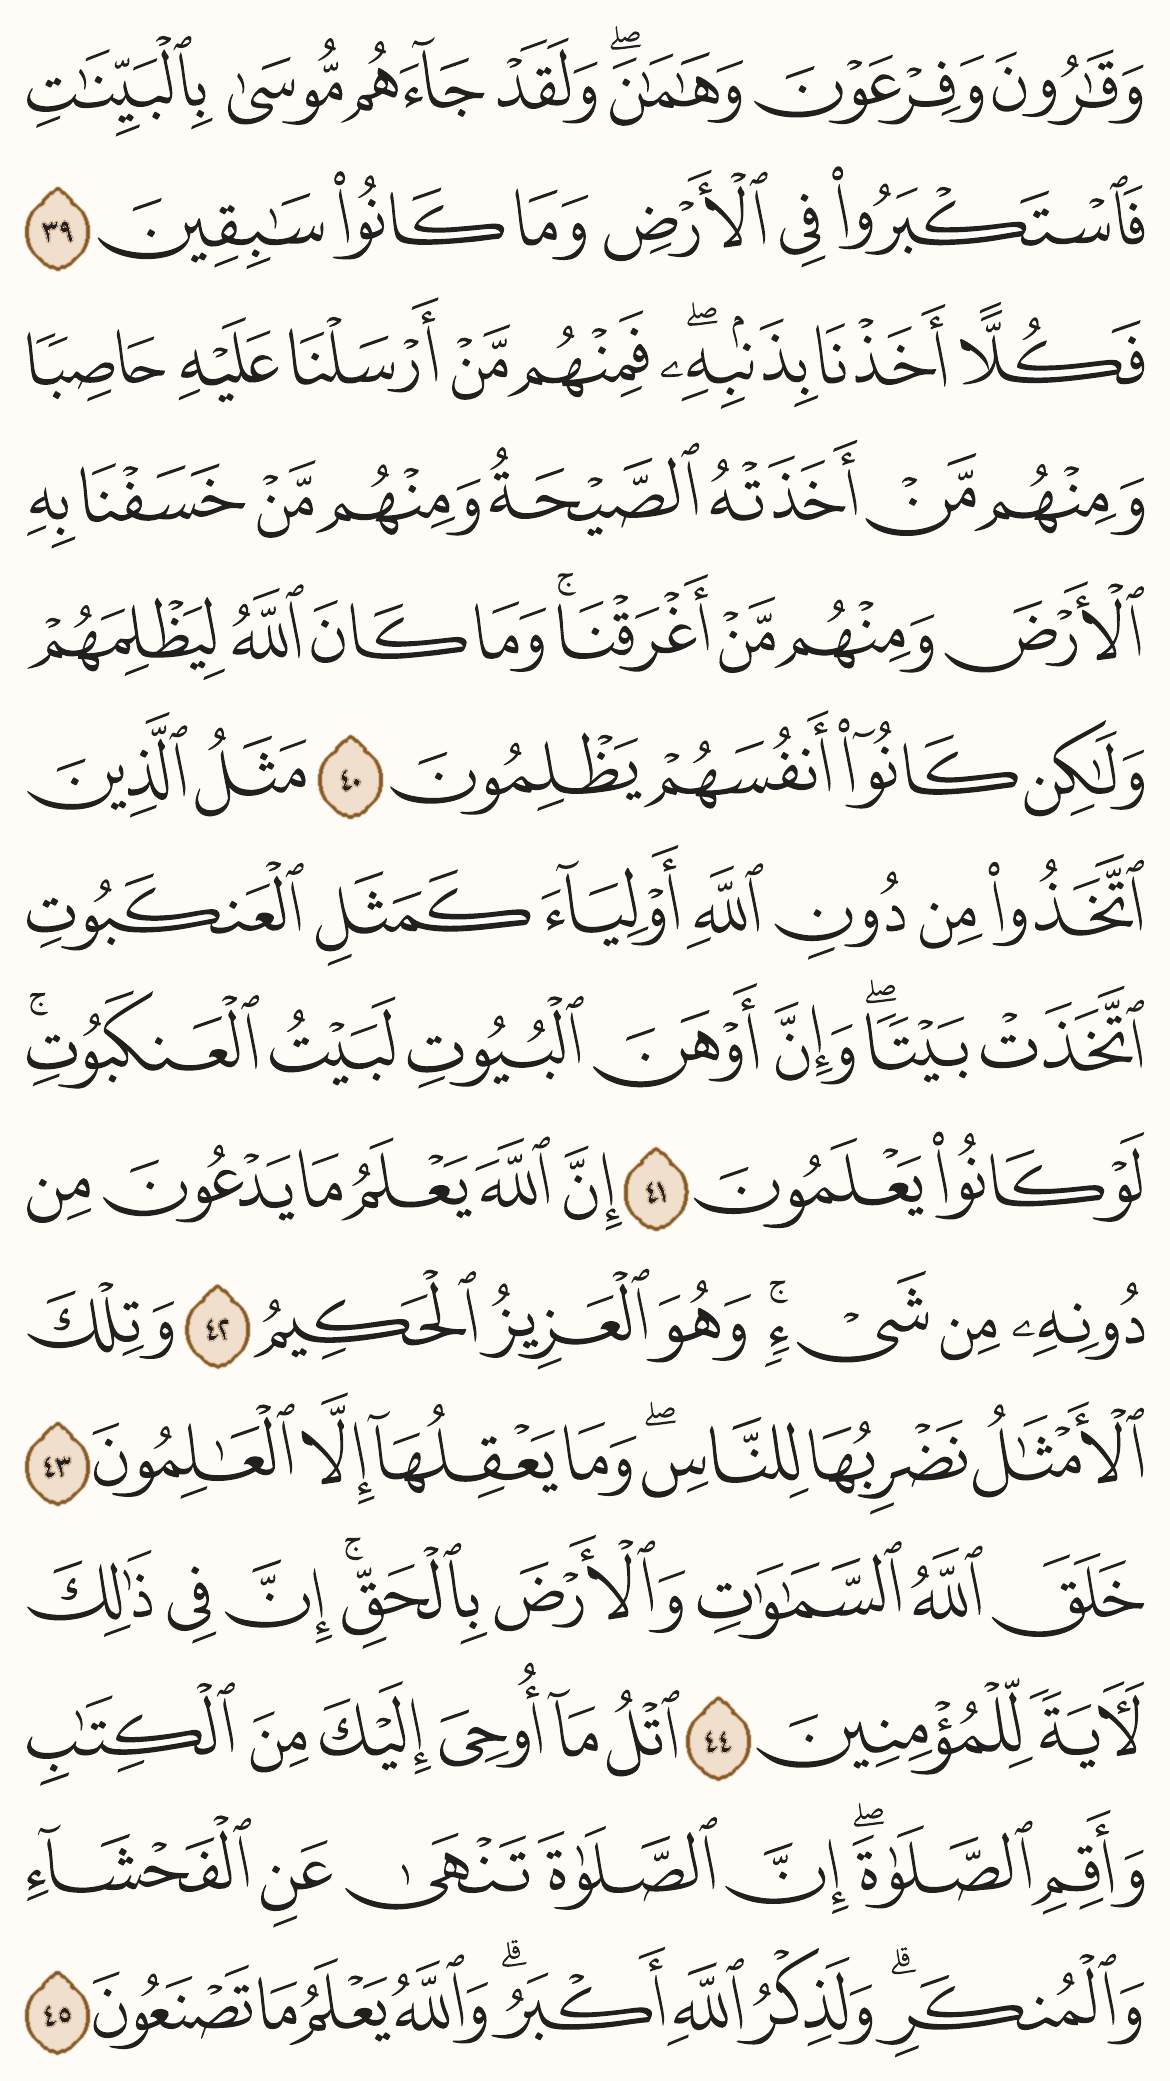 وَقَـٰرُونَ وَفِرْعَوْنَ وَهَـٰمَـٰنَ ۖ وَلَقَدْ جَآءَهُم مُّوسَىٰ بِٱلْبَيِّنَـٰتِ
فَٱسْتَكْبَرُوا۟ فِى ٱلْأَرْضِ وَمَا كَانُوا۟ سَـٰبِقِينَ ٣٩
فَكُلًّا أَخَذْنَا بِذَنۢبِهِۦ ۖ فَمِنْهُم مَّنْ أَرْسَلْنَا عَلَيْهِ حَاصِبًا
وَمِنْهُم مَّنْ أَخَذَتْهُ ٱلصَّيْحَةُ وَمِنْهُم مَّنْ خَسَفْنَا بِهِ
ٱلْأَرْضَ وَمِنْهُم مَّنْ أَغْرَقْنَا ۚ وَمَا كَانَ ٱللَّهُ لِيَظْلِمَهُمْ
وَلَـٰكِن كَانُوٓا۟ أَنفُسَهُمْ يَظْلِمُونَ ٤٠ مَثَلُ ٱلَّذِينَ
ٱتَّخَذُوا۟ مِن دُونِ ٱللَّهِ أَوْلِيَآءَ كَمَثَلِ ٱلْعَنكَبُوتِ
ٱتَّخَذَتْ بَيْتًا ۖ وَإِنَّ أَوْهَنَ ٱلْبُيُوتِ لَبَيْتُ ٱلْعَنكَبُوتِ ۚ
لَوْ كَانُوا۟ يَعْلَمُونَ ٤١ إِنَّ ٱللَّهَ يَعْلَمُ مَا يَدْعُونَ مِن
دُونِهِۦ مِن شَىْءٍ ۚ وَهُوَ ٱلْعَزِيزُ ٱلْحَكِيمُ ٤٢ وَتِلْكَ
ٱلْأَمْثَـٰلُ نَضْرِبُهَا لِلنَّاسِ ۖ وَمَا يَعْقِلُهَآ إِلَّا ٱلْعَـٰلِمُونَ ٤٣
خَلَقَ ٱللَّهُ ٱلسَّمَـٰوَٰتِ وَٱلْأَرْضَ بِٱلْحَقِّ ۚ إِنَّ فِى ذَٰلِكَ
لَـَٔايَةً لِّلْمُؤْمِنِينَ ٤٤ ٱتْلُ مَآ أُوحِىَ إِلَيْكَ مِنَ ٱلْكِتَـٰبِ
وَأَقِمِ ٱلصَّلَوٰةَ ۖ إِنَّ ٱلصَّلَوٰةَ تَنْهَىٰ عَنِ ٱلْفَحْشَآءِ
وَٱلْمُنكَرِ ۗ وَلَذِكْرُ ٱللَّهِ أَكْبَرُ ۗ وَٱللَّهُ يَعْلَمُ مَا تَصْنَعُونَ ٤٥